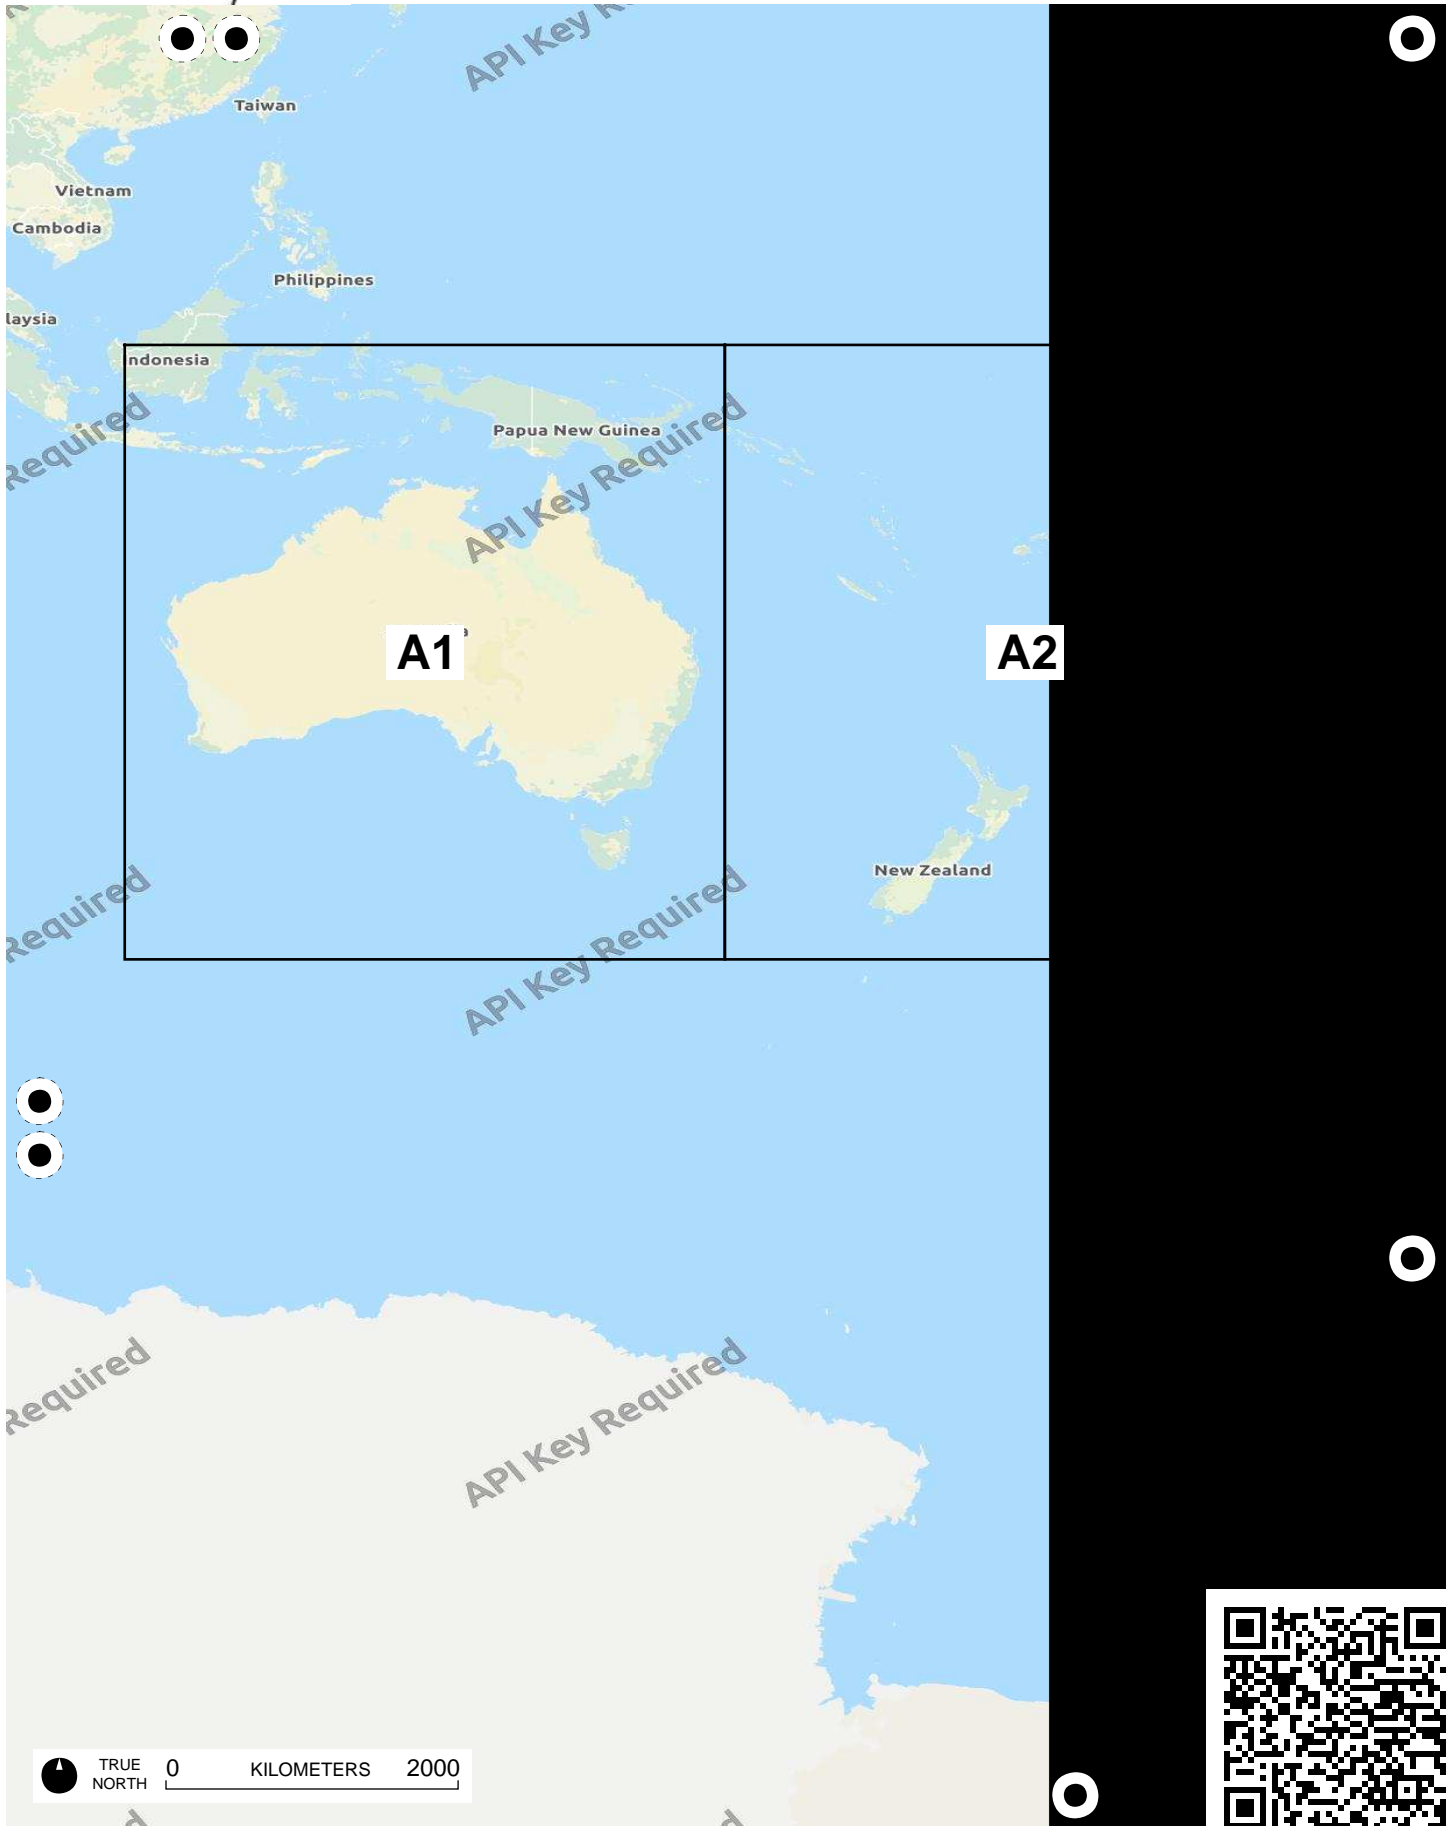 API Key R
Taiwan
Vietnam
Cambodia
Philippines
laysia
ndonesia
Required
Papua New Guinea
API Key Required
A1
a
A2
New Zealand
Required
API Key Required
Required
API Key Required
TRUE
NORTH
0 KILOMETERS 2000